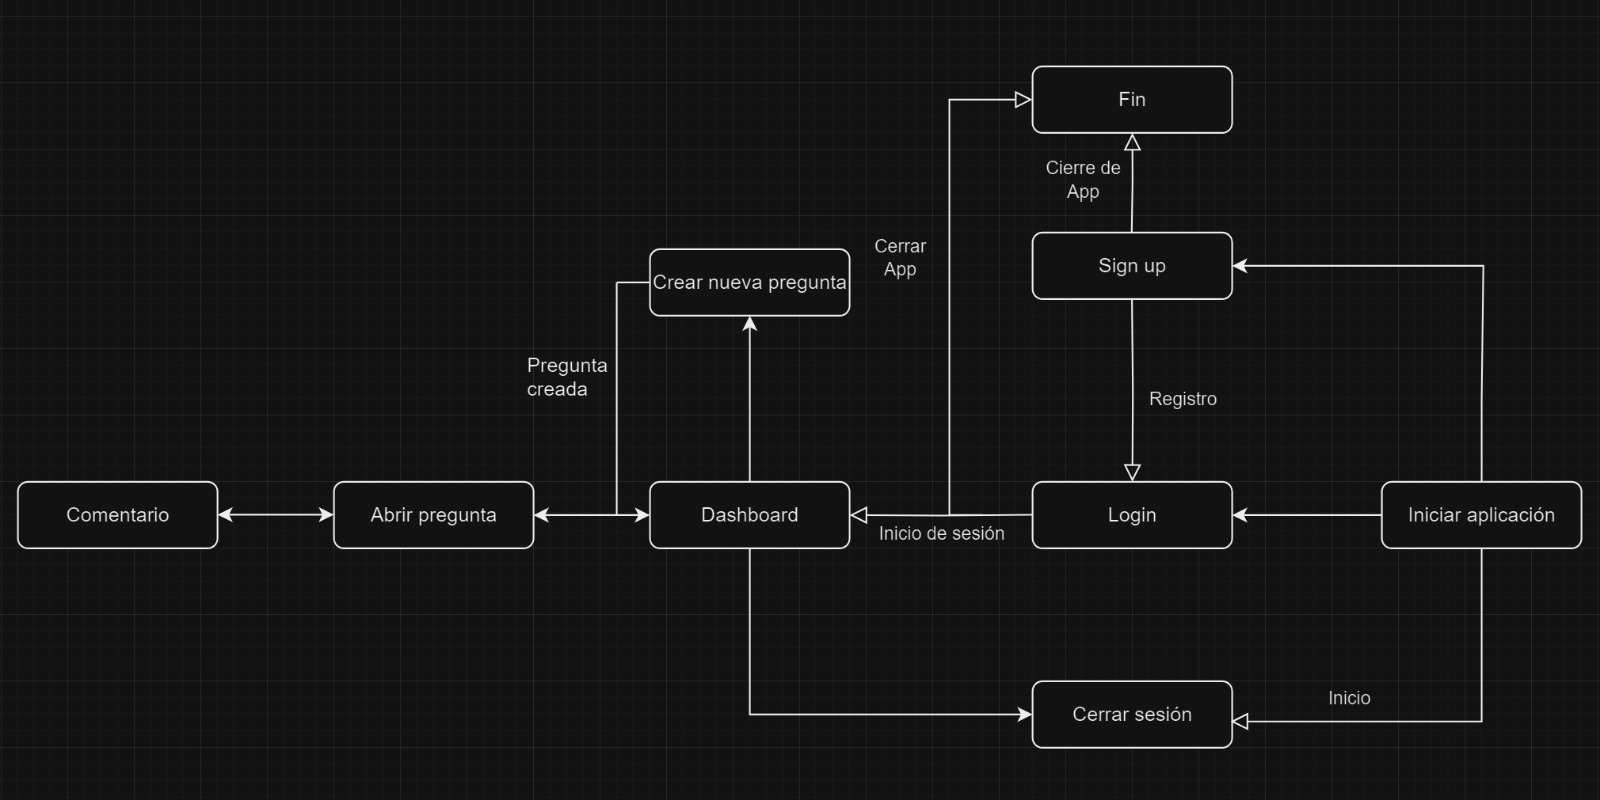 Fin
Cierre de
App
Cerrar
App
Sign up
Crear nueva pregunta
Pregunta
creada
Registro
Comentario
Abrir pregunta
Dashboard
Inicio de sesión
Login
Iniciar aplicación
Inicio
Cerrar sesión